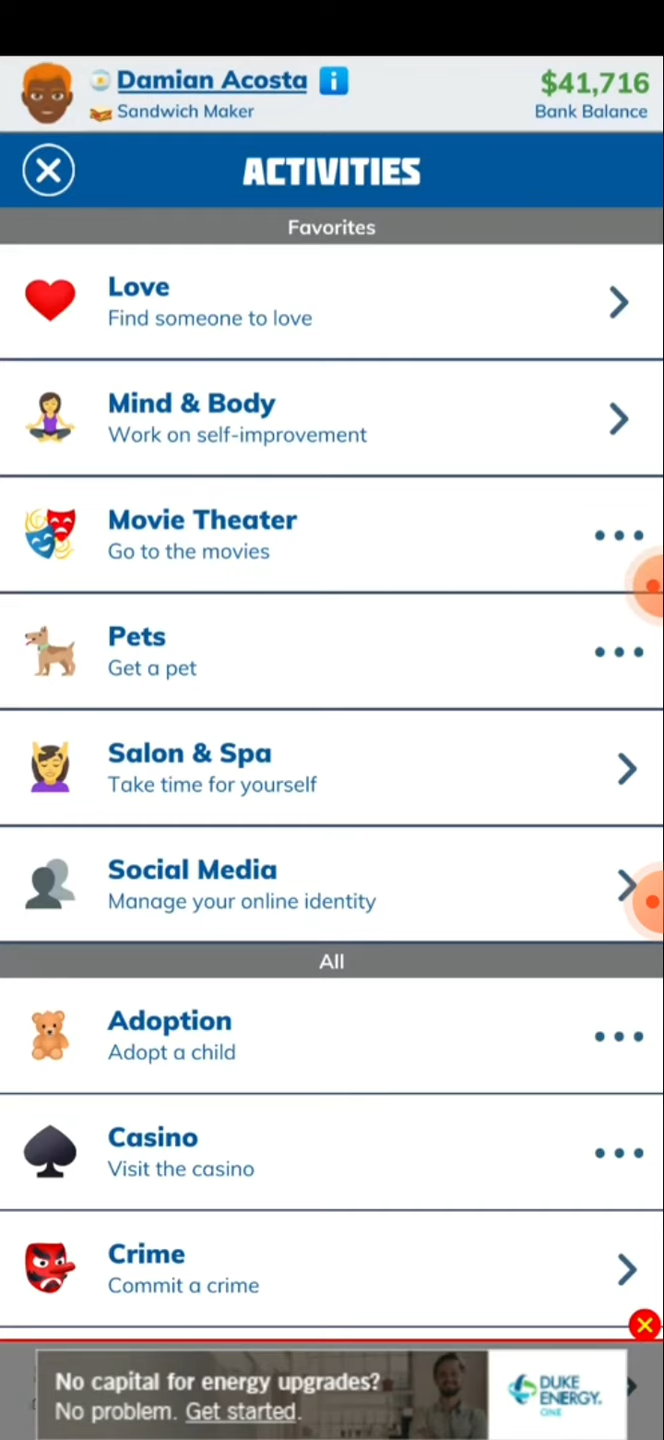 Damian Acosta
$41,716
Sandwich Maker
Bank Balance
ACTIVITIES
Favorites
Love
Find someone to love
Mind & Body
Work on self-improvement
Movie Theater
Go to the movies
Pets
Get a pet
Salon & Spa
Take time for yourself
Social Media
Manage your online identity
All
Adoption
Adopt a child
Casino
Visit the casino
Crime
Commit a crime
No capital for energy upgrades?
No problem. Get started.
DUKE
ENERGY.
ONE